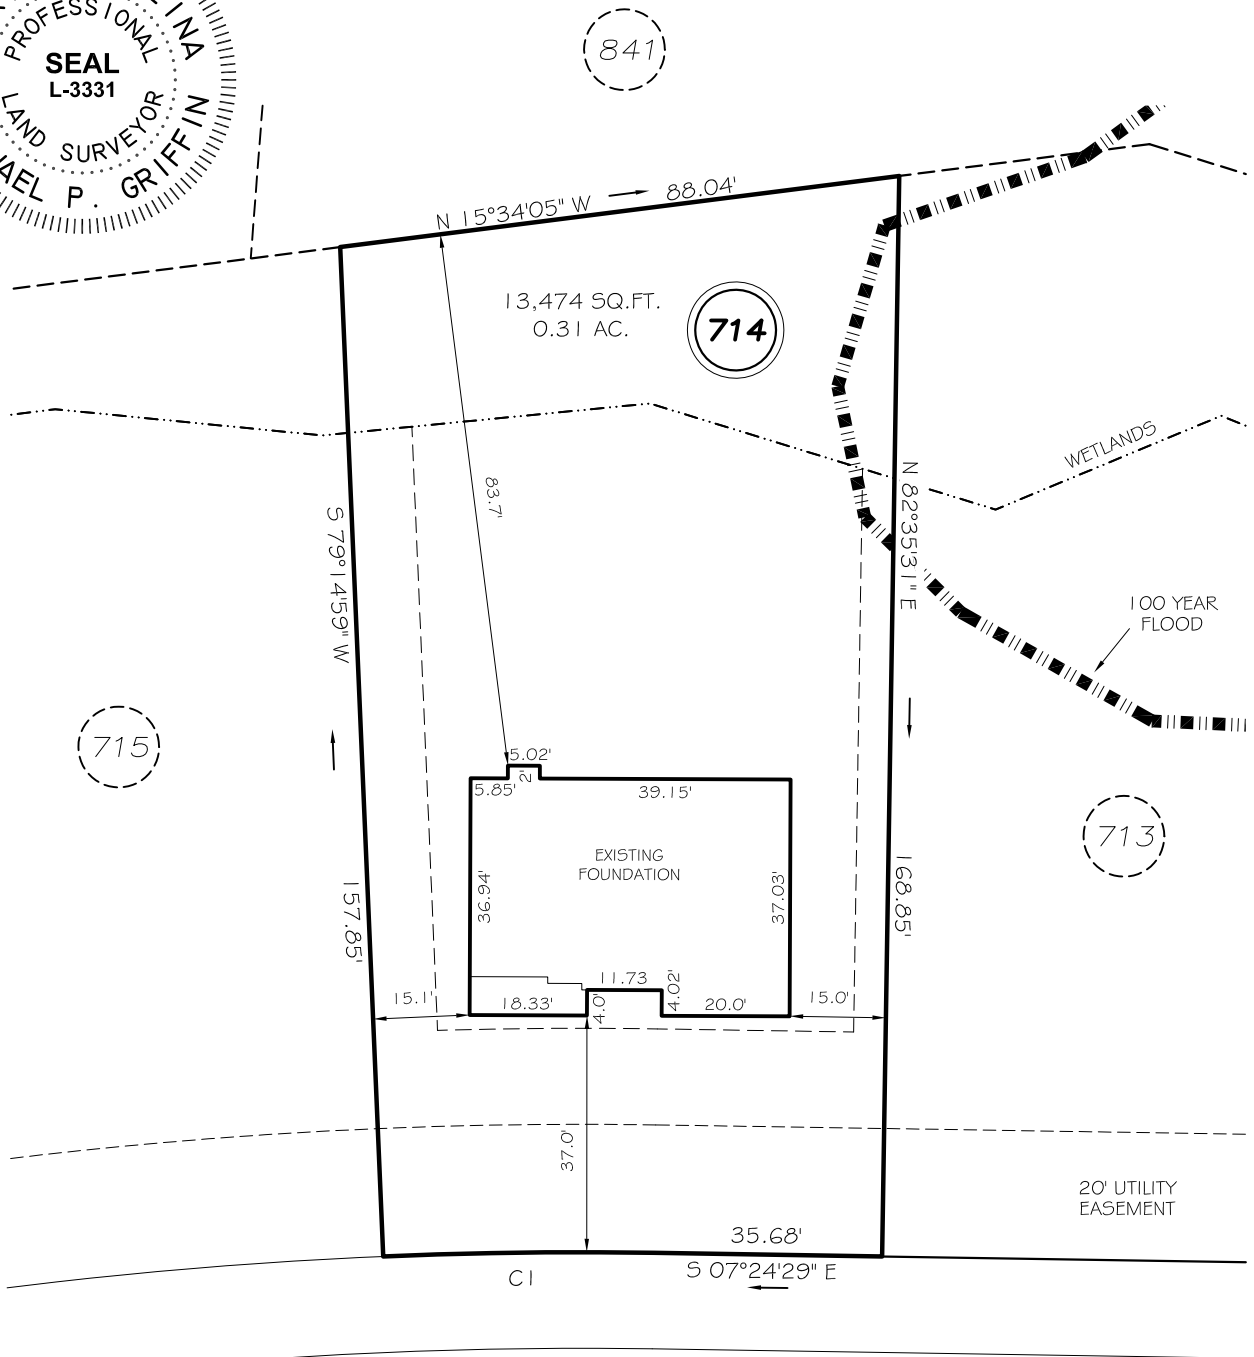 PROFESSIONAL
SEAL
L-3331
LAND SURVEYOR
P. GRIFFIN
841
N 15°34'05" W
88.04'
13,474 SQ.FT.
0.31 AC.
714
WETLANDS
83.7'
S 79°14'59" W
N 82°35'31" E
100 YEAR
FLOOD
715
5.02'
2'
5.85'
39.15'
713
EXISTING
FOUNDATION
36.94'
37.03'
157.85'
168.85'
11.73
4.02'
15.1'
18.33'
4.0'
20.0'
15.0'
37.0'
20' UTILITY
EASEMENT
35.68'
C1
S 07°24'29" E